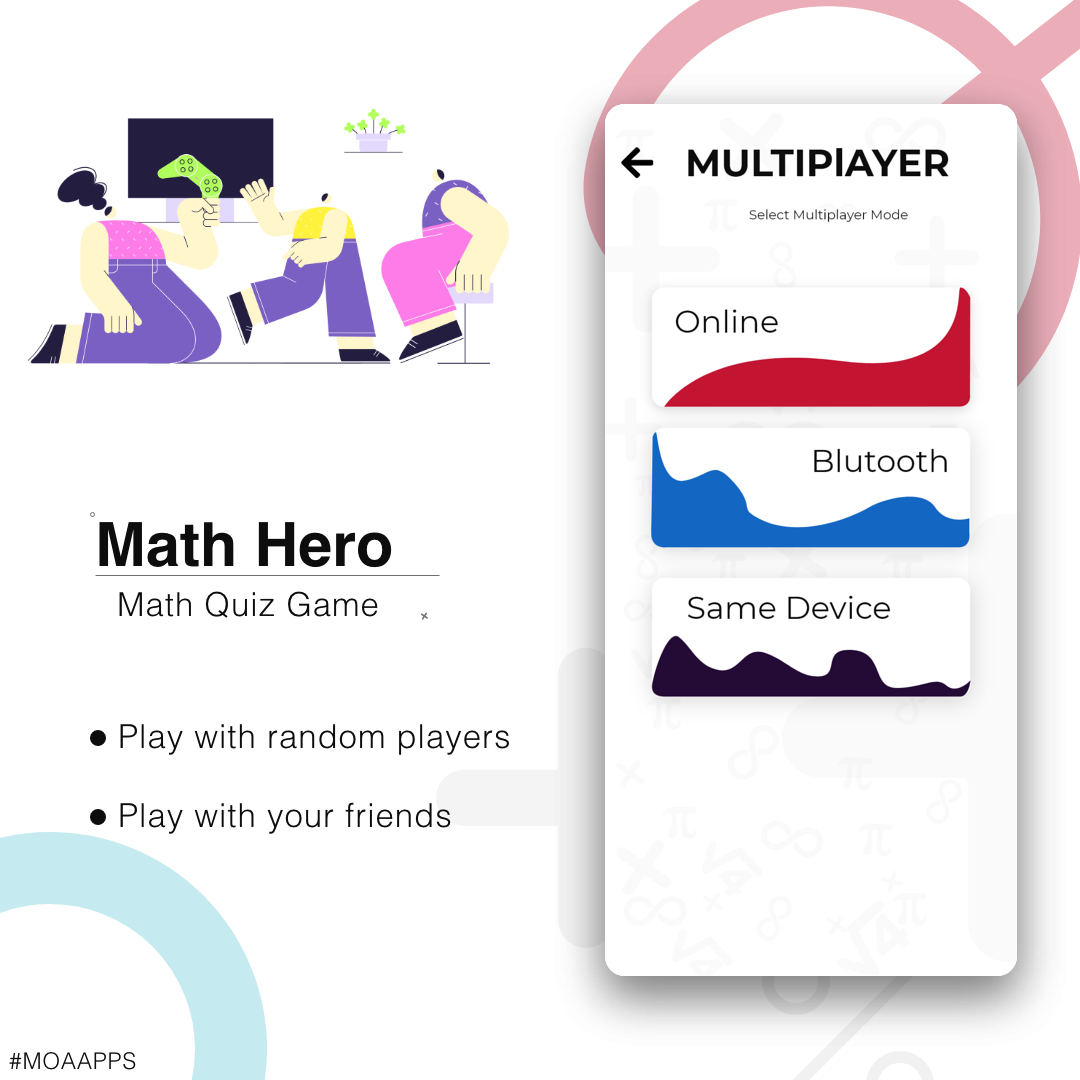 Math Hero
Math Quiz Game
● Play with random players
● Play with your friends
#MOAAPPS
MULTIPlAYER
Select Multiplayer Mode
Online
Blutooth
Same Device